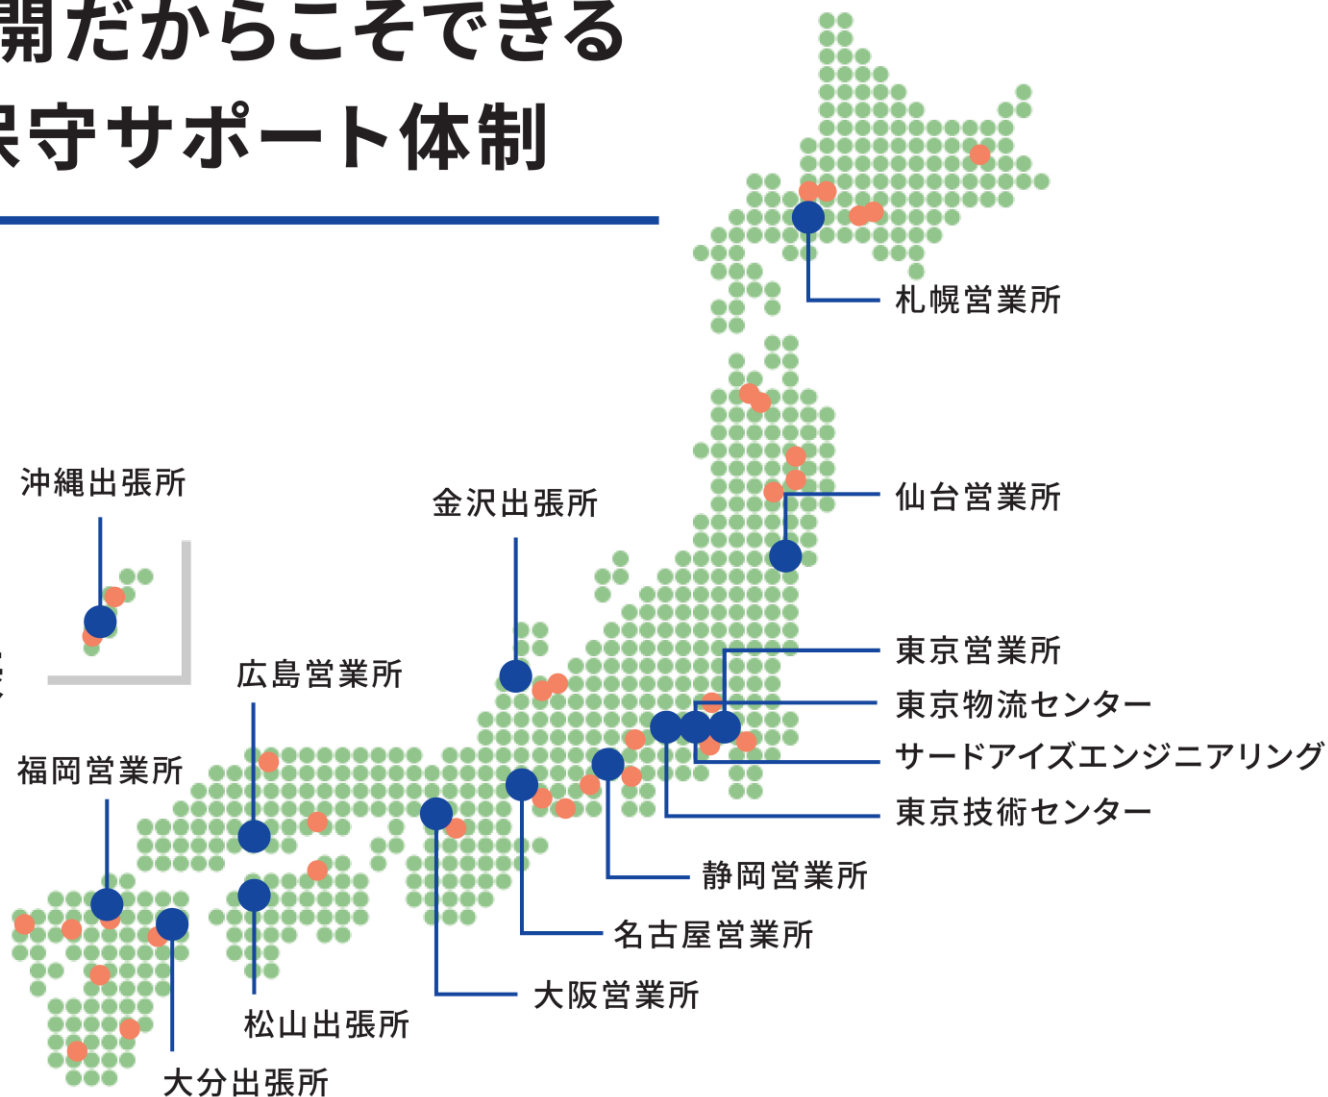 開だからこそできる
保守サポート体制
札幌営業所
沖縄出張所
金沢出張所
仙台営業所
広島営業所
東京営業所
東京物流センター
福岡営業所
サードアイズエンジニアリング
東京技術センター
静岡営業所
名古屋営業所
大阪営業所
松山出張所
大分出張所